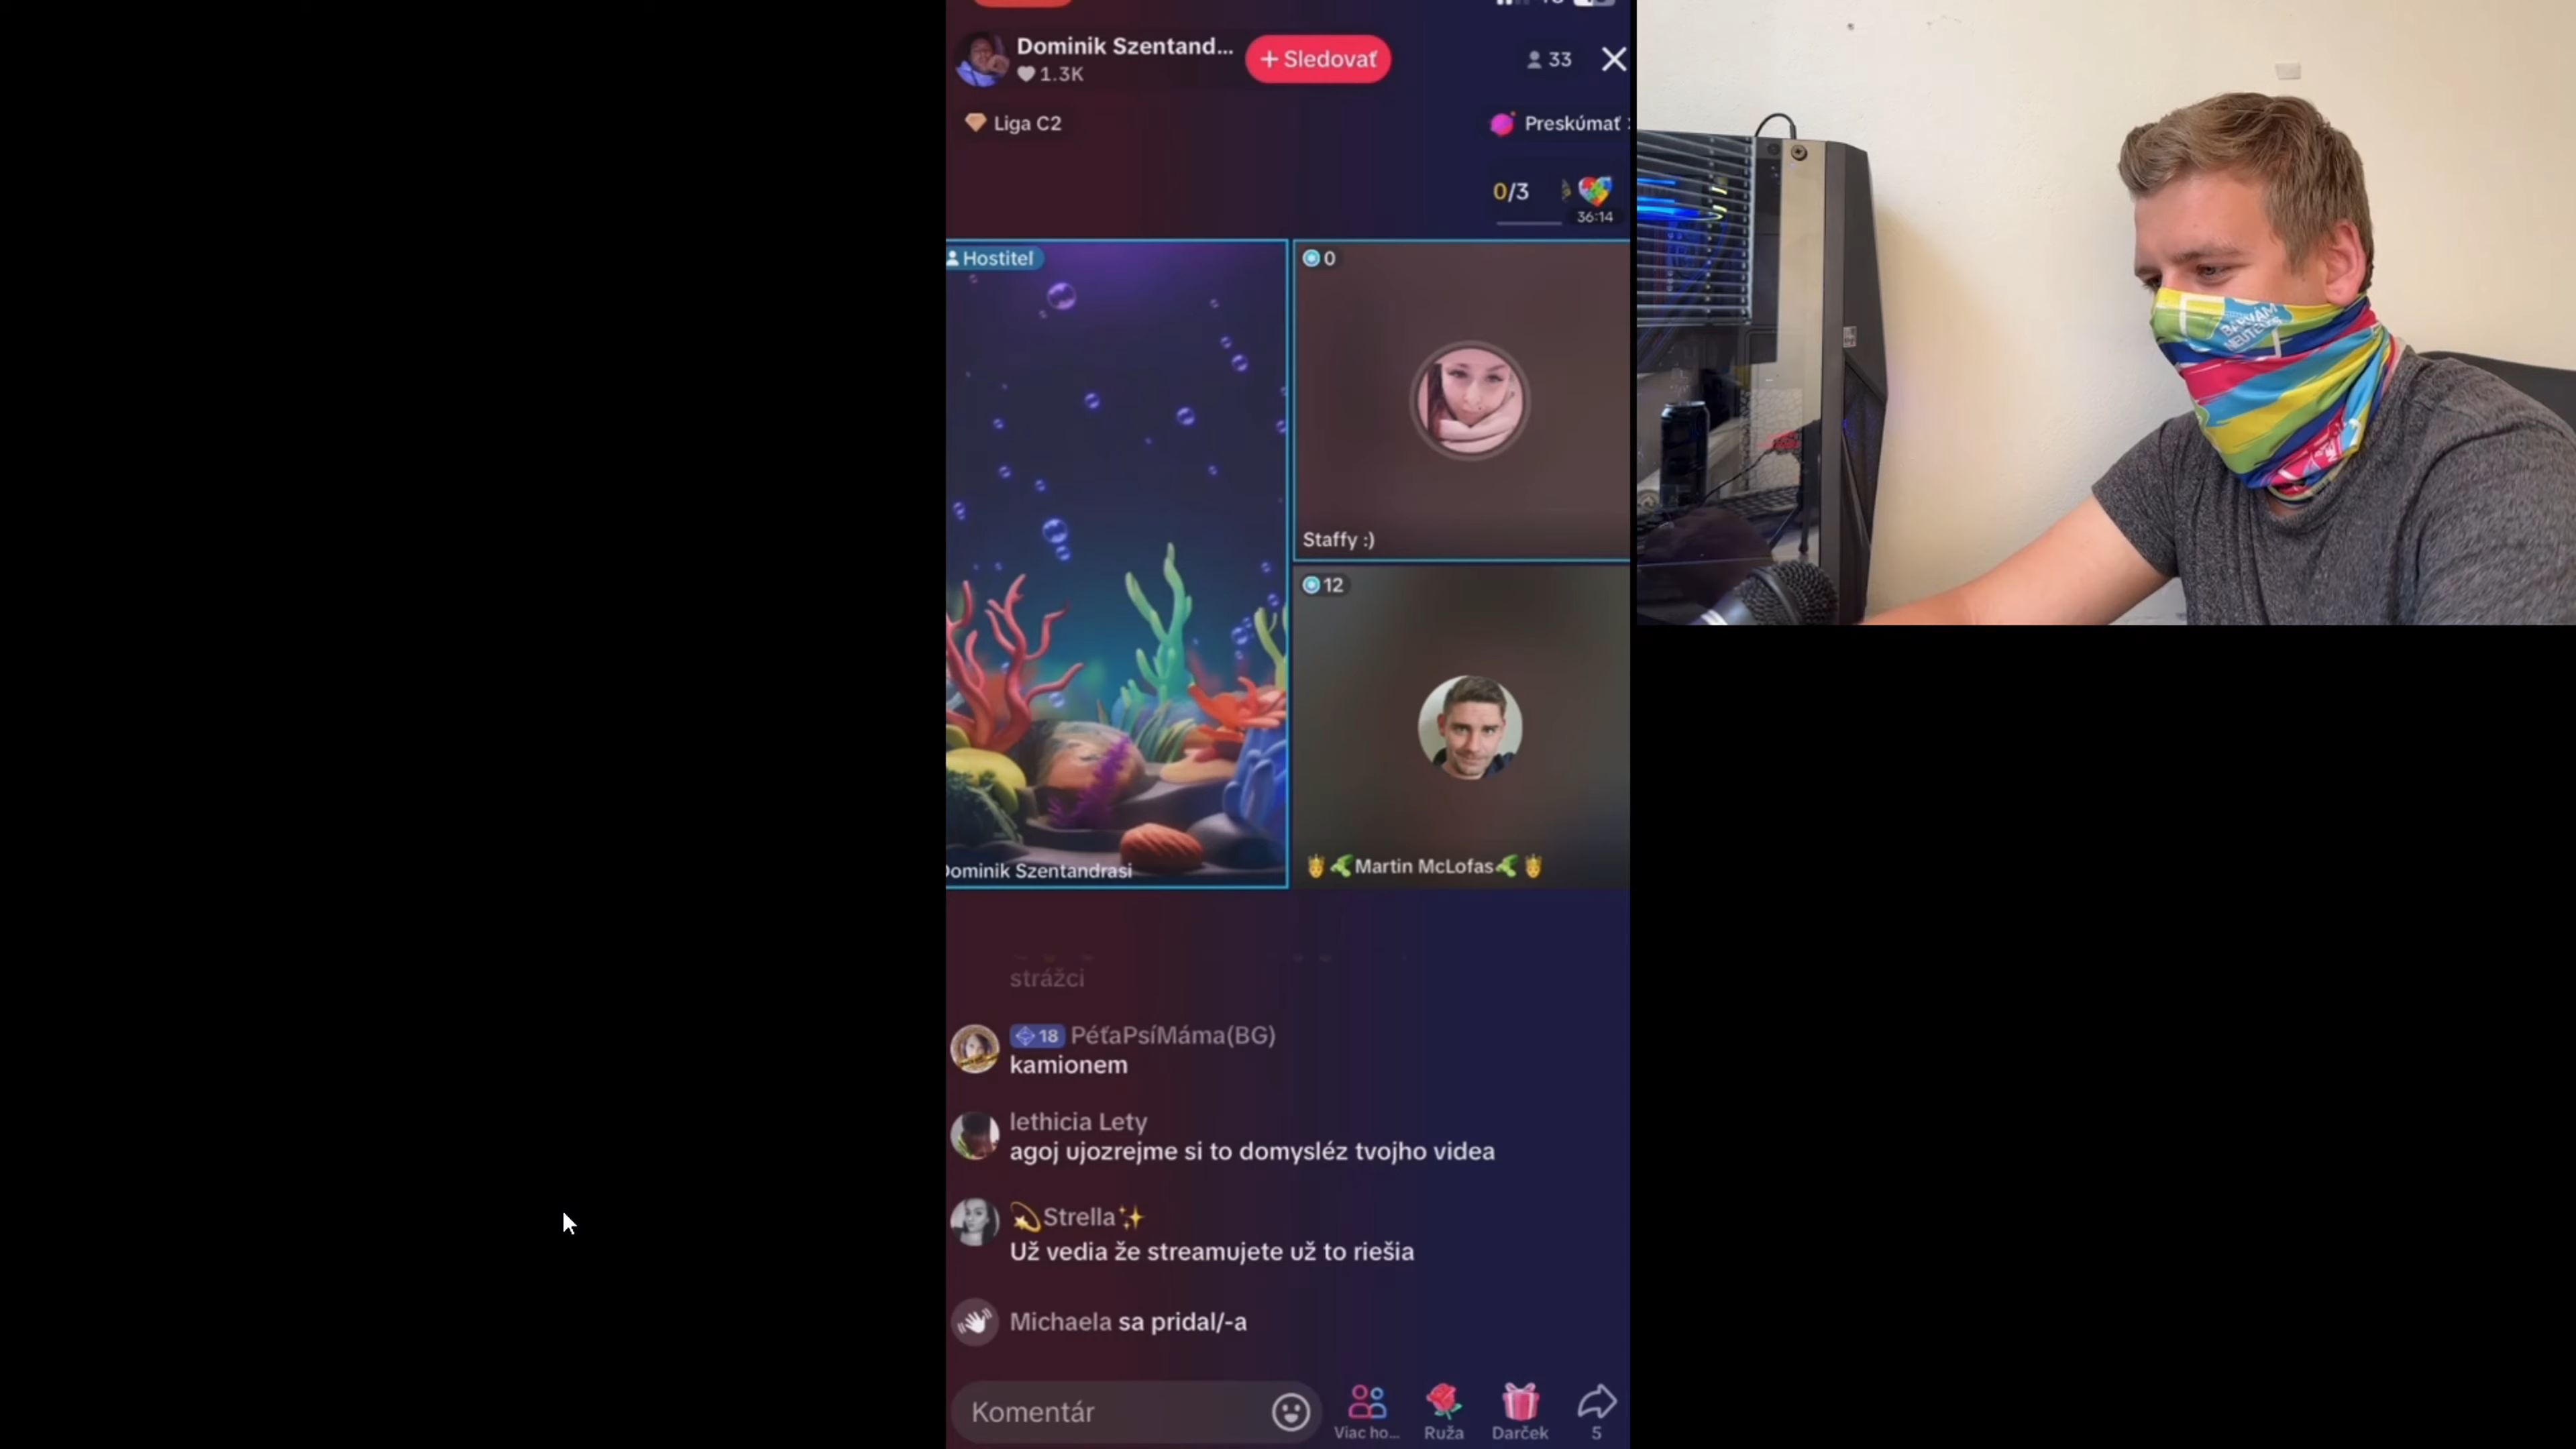 Dominik Szentand...
+ Sledovať
33
1.3K
Liga C2
Preskúmať
0/3
36:14
Hostiteľ
0
Staffy :)
12
Dominik Szentandrasi
🤴🫛Martin McLofas🫛🤴
strážci
18 PéťaPsíMáma(BG)
kamionem
lethicia Lety
agoj ujozrejme si to domysléz tvojho videa
💫Strella✨
Už vedia že streamujete už to riešia
Michaela sa pridal/-a
Komentár
Viac ho...
Ruža
Darček
5